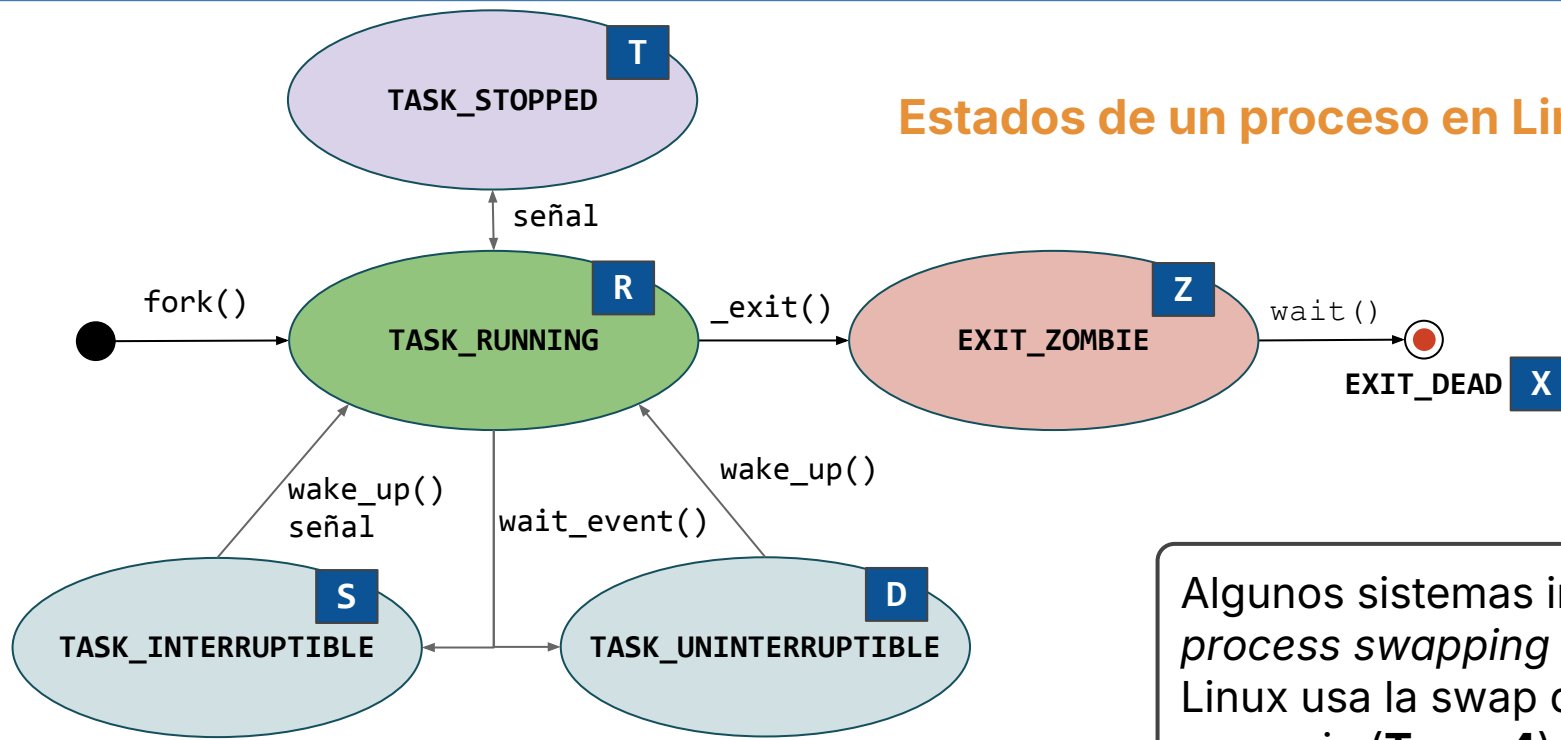 T
TASK_STOPPED
Estados de un proceso en
señal
fork()
R
TASK_RUNNING
_exit()
Z
EXIT_ZOMBIE
wait()
EXIT_DEAD X
wake_up()
señal
wait_event()
wake_up()
S
TASK_INTERRUPTIBLE
D
TASK_UNINTERRUPTIBLE
Algunos sistemas
process swapping
Linux usa la swap